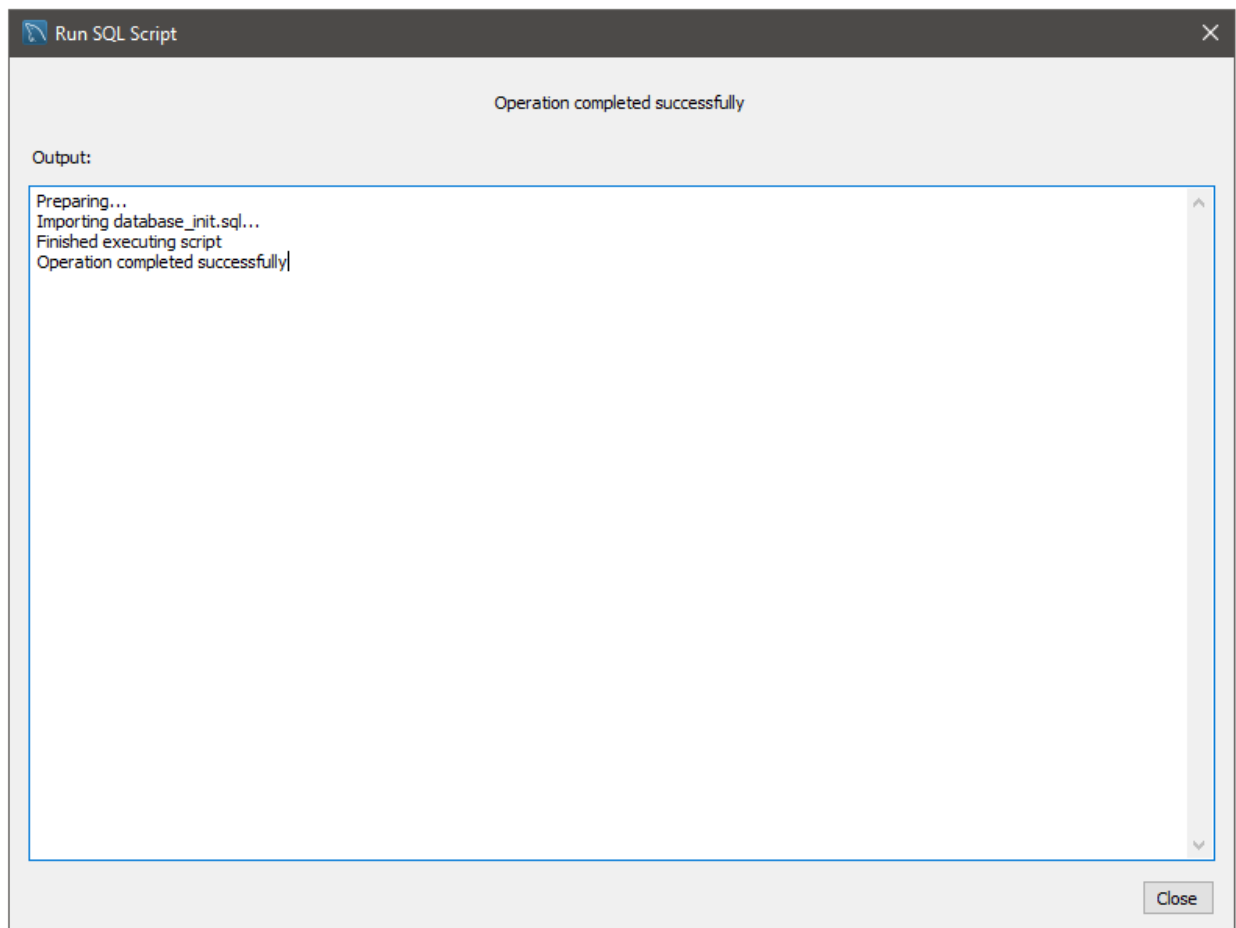 Run SQL Script
Operation completed successfully
Output:
Preparing...
Importing database_init.sql...
Finished executing script
Operation completed successfully
Close